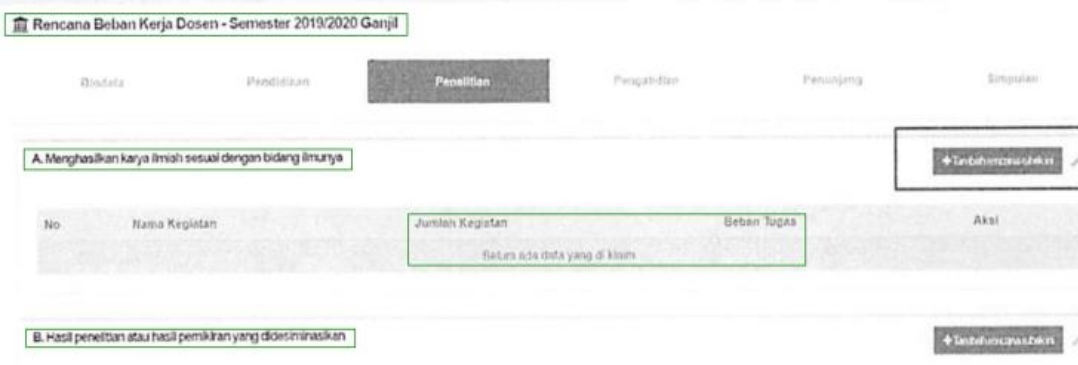 Rencana Beban Kerja Dosen - Semester 2019/2020 Ganjil
Biodata Pendidikan Penelitian Pengabdian Penunjang Simpulan
A. Menghasilkan karya ilmiah sesuai dengan bidang ilmunya
+Tambah rencana
No Nama Kegiatan Jumlah Kegiatan Beban Tugas Aksi
Belum ada data yang di klaim
B. Hasil penelitian atau hasil pemikiran yang didesiminasikan
+Tambah rencana